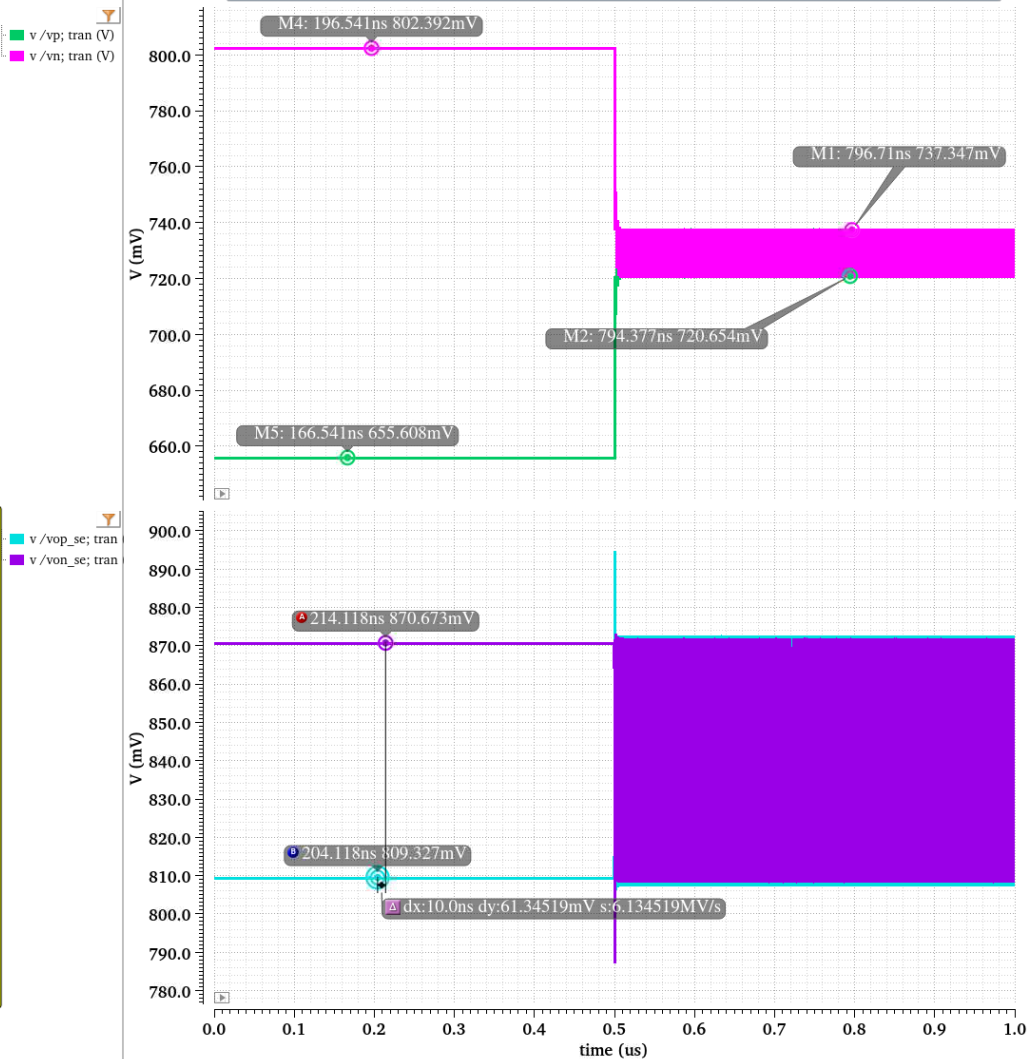 v /vp; tran (V)
v /vn; tran (V)
M4: 196.541ns 802.392mV
800.0
780.0
760.0
M1: 796.71ns 737.347mV
740.0
V (mV)
720.0
700.0
M2: 794.377ns 720.654mV
680.0
660.0
M5: 166.541ns 655.608mV
v /vop_se; tran (
v /von_se; tran (
900.0
890.0
880.0
A 214.118ns 870.673mV
870.0
860.0
850.0
V (mV)
840.0
830.0
820.0
B 204.118ns 809.327mV
810.0
Δ dx:10.0ns dy:61.34519mV s:6.134519MV/s
800.0
790.0
780.0
0.0 0.1 0.2 0.3 0.4 0.5 0.6 0.7 0.8 0.9 1.0
time (us)